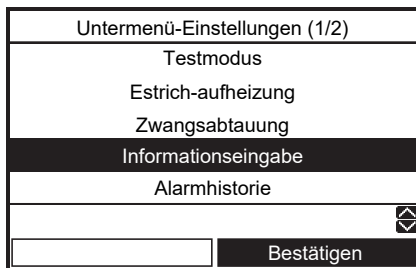 Untermenü-Einstellungen (1/2)
Testmodus
Estrich-aufheizung
Zwangsabtauung
Informationseingabe
Alarmhistorie
Bestätigen